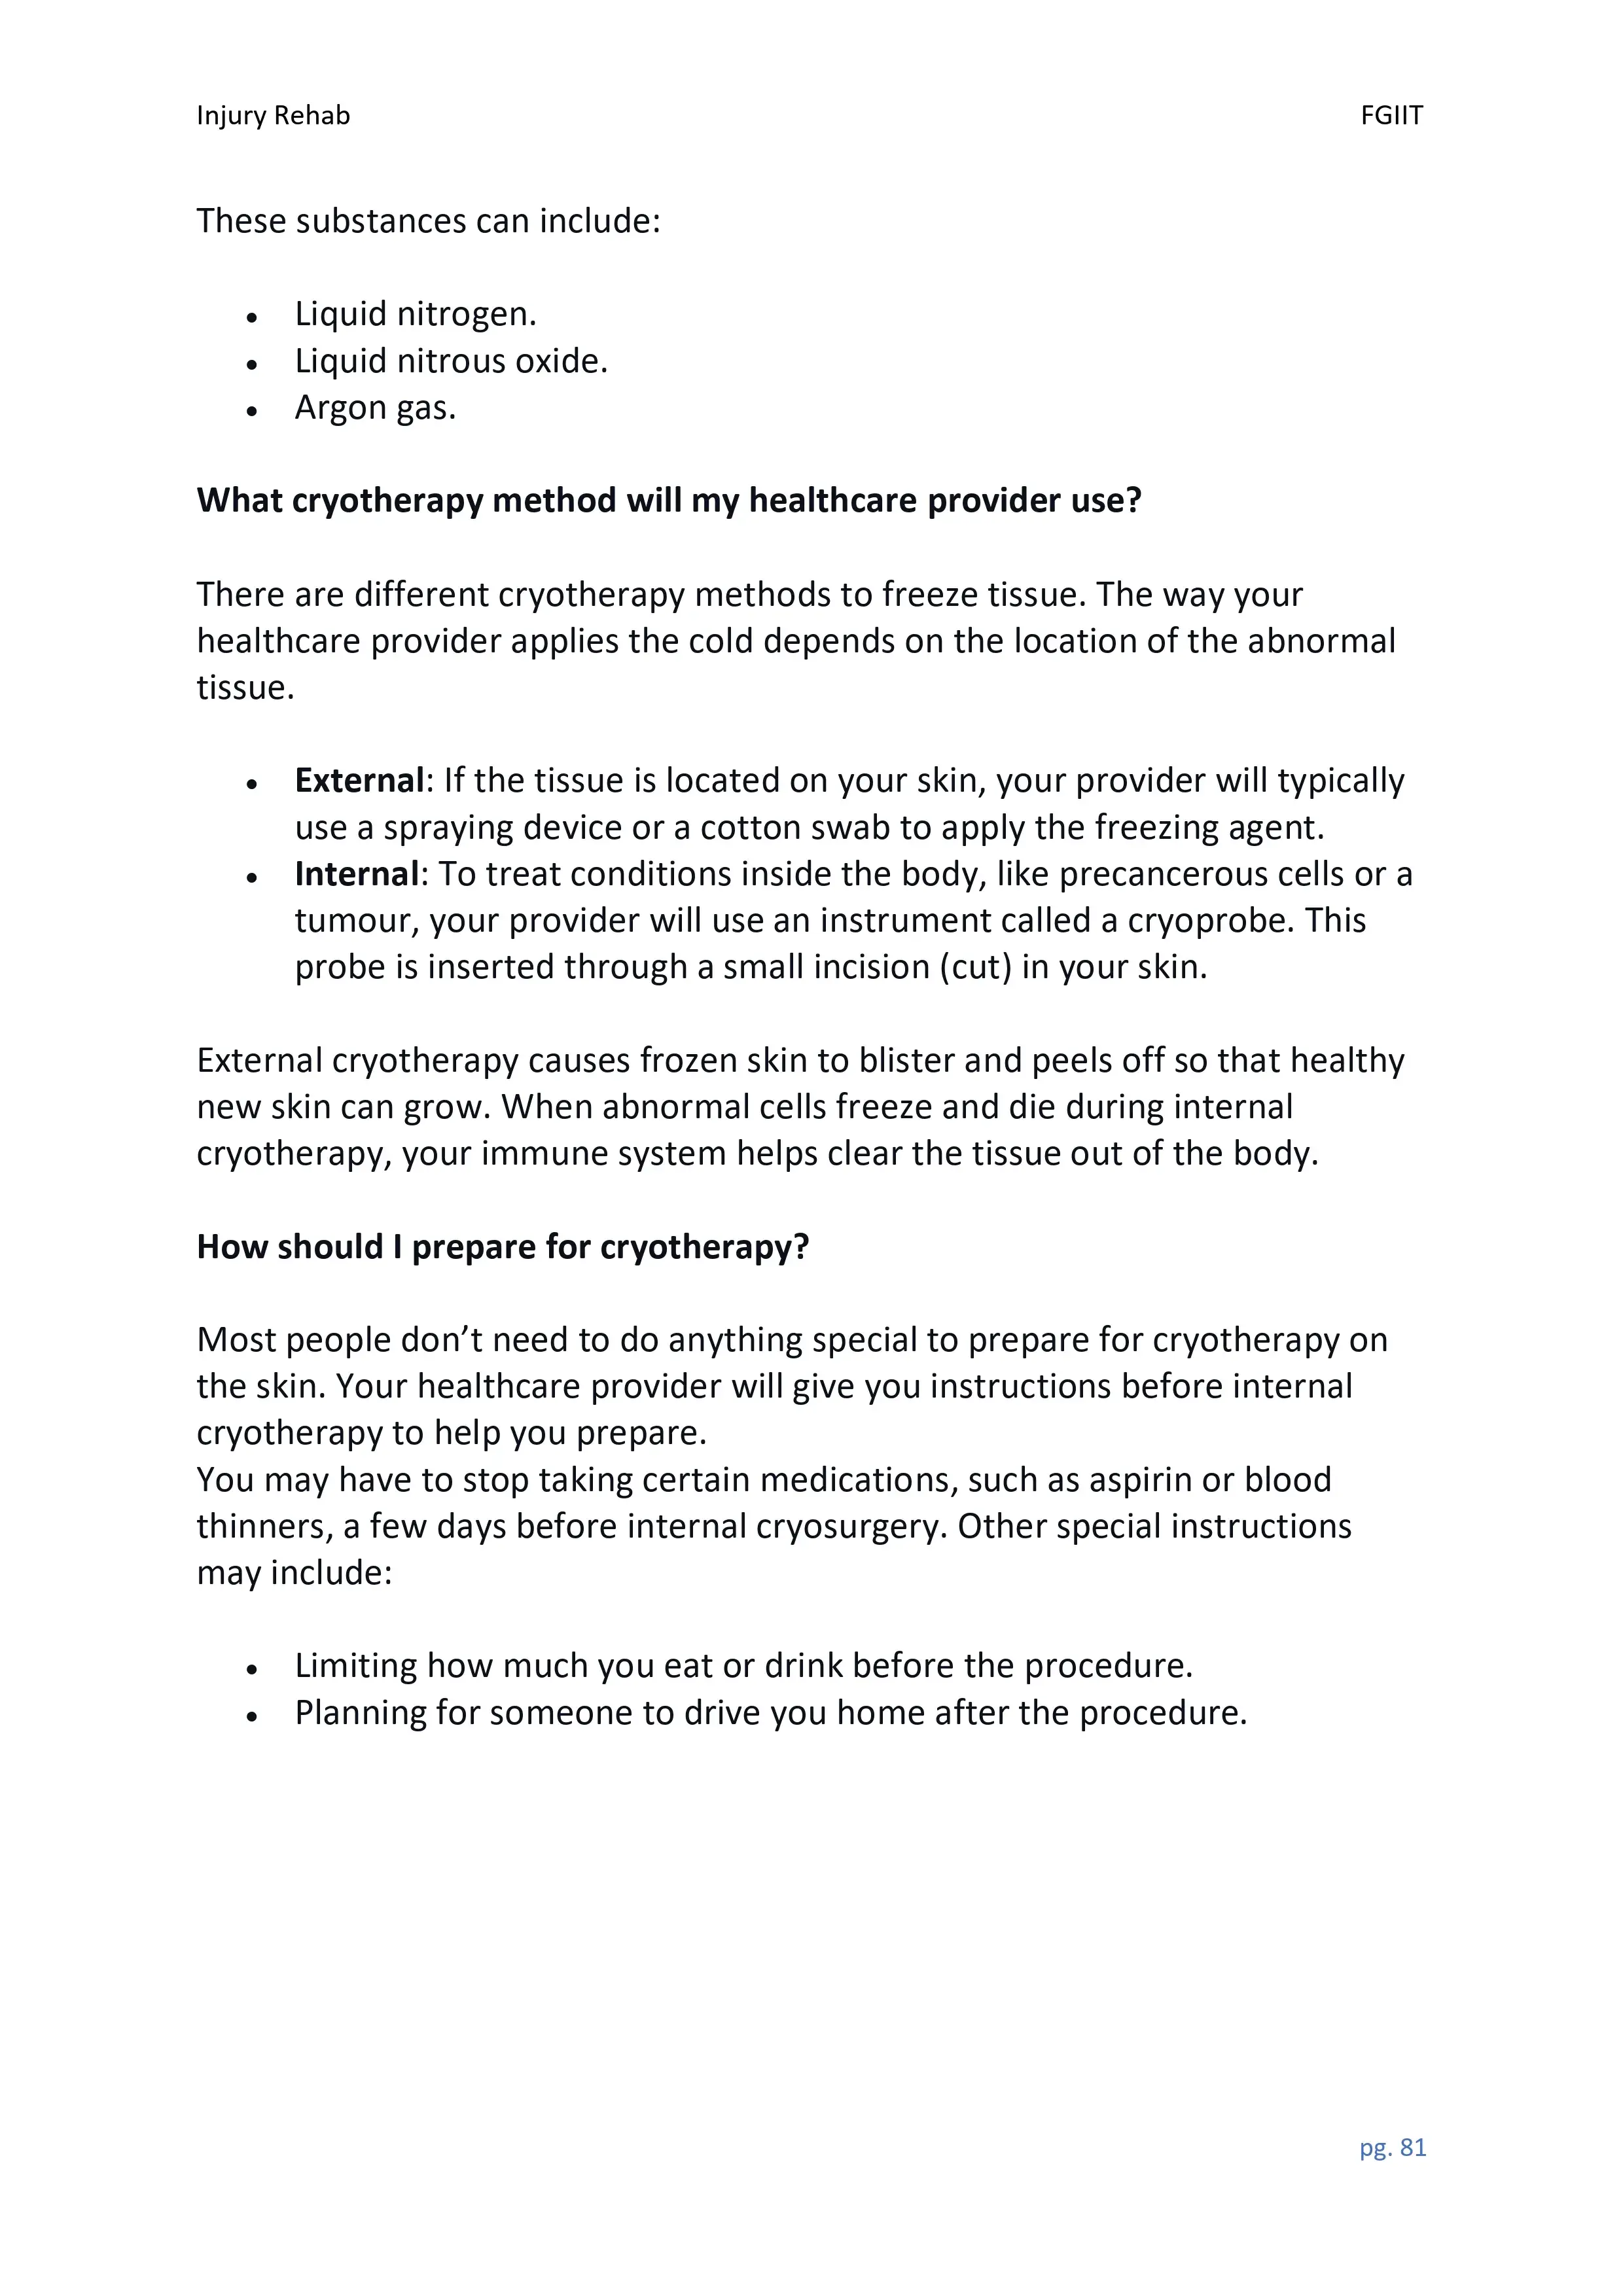 Injury Rehab FGIIT
These substances can include:
• Liquid nitrogen.
• Liquid nitrous oxide.
• Argon gas.
What cryotherapy method will my healthcare provider use?
There are different cryotherapy methods to freeze tissue. The way your
healthcare provider applies the cold depends on the location of the abnormal
tissue.
• External: If the tissue is located on your skin, your provider will typically
use a spraying device or a cotton swab to apply the freezing agent.
• Internal: To treat conditions inside the body, like precancerous cells or a
tumour, your provider will use an instrument called a cryoprobe. This
probe is inserted through a small incision (cut) in your skin.
External cryotherapy causes frozen skin to blister and peels off so that healthy
new skin can grow. When abnormal cells freeze and die during internal
cryotherapy, your immune system helps clear the tissue out of the body.
How should I prepare for cryotherapy?
Most people don’t need to do anything special to prepare for cryotherapy on
the skin. Your healthcare provider will give you instructions before internal
cryotherapy to help you prepare.
You may have to stop taking certain medications, such as aspirin or blood
thinners, a few days before internal cryosurgery. Other special instructions
may include:
• Limiting how much you eat or drink before the procedure.
• Planning for someone to drive you home after the procedure.
pg. 81